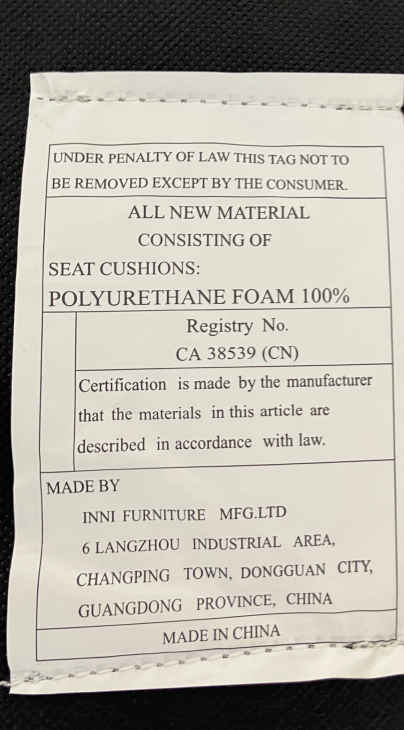 UNDER PENALTY OF LAW THIS TAG NOT TO
BE REMOVED EXCEPT BY THE CONSUMER.
ALL NEW MATERIAL
CONSISTING OF
SEAT CUSHIONS:
POLYURETHANE FOAM 100%
Registry No.
CA 38539 (CN)
Certification is made by the manufacturer
that the materials in this article are
described in accordance with law.
MADE BY
INNI FURNITURE MFG.LTD
6 LANGZHOU INDUSTRIAL AREA,
CHANGPING TOWN, DONGGUAN CITY,
GUANGDONG PROVINCE, CHINA
MADE IN CHINA